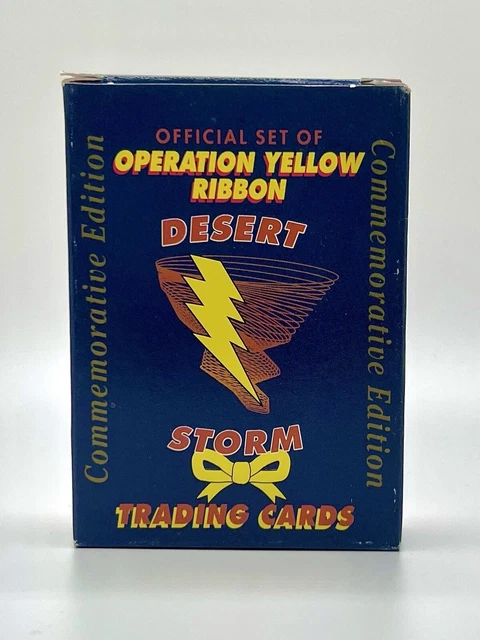 OFFICIAL SET OF
OPERATION YELLOW
RIBBON
DESERT
STORM
TRADING CARDS
Commemorative Edition
Commemorative Edition